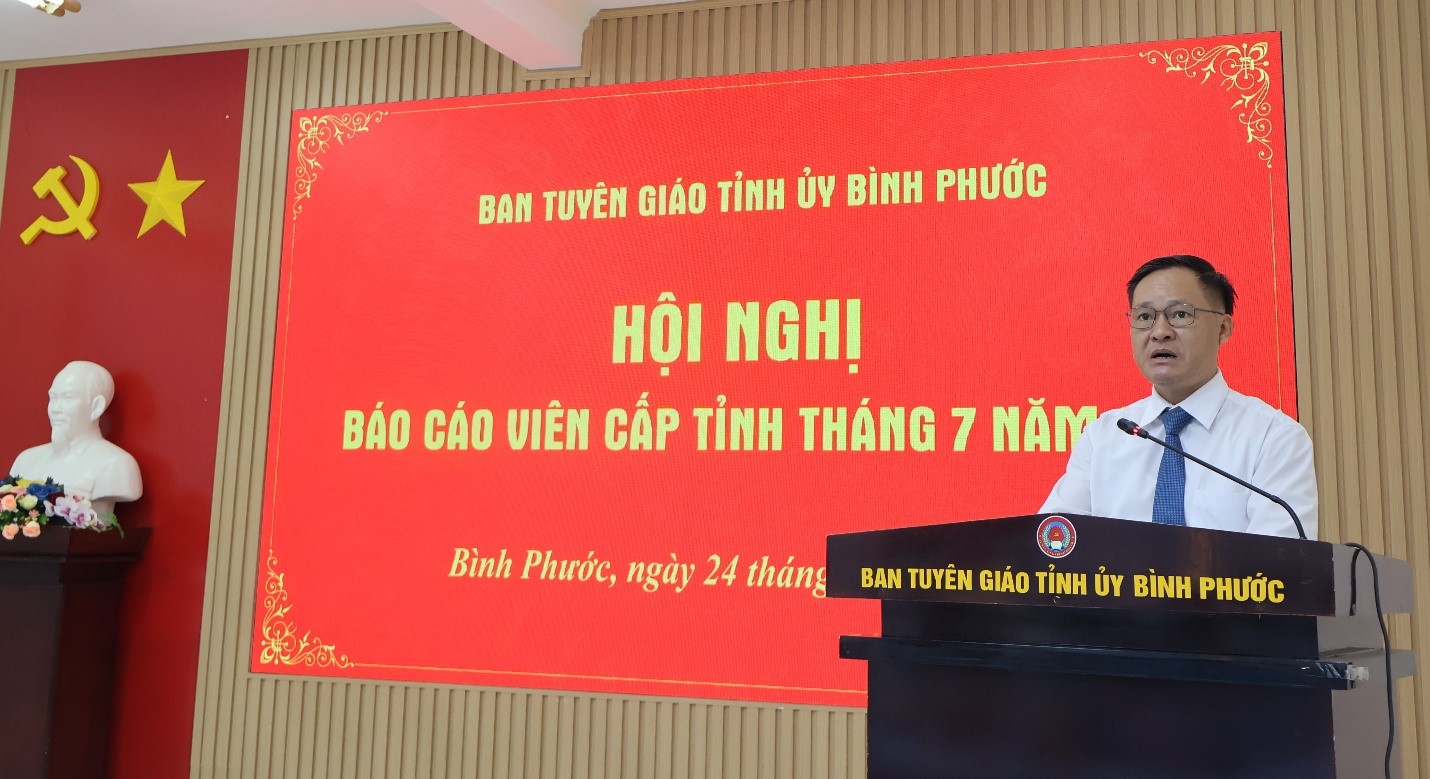 BAN TUYÊN GIÁO TỈNH ỦY BÌNH PHƯỚC
HỘI NGHỊ
BÁO CÁO VIÊN CẤP TỈNH THÁNG 7 NĂM
Bình Phước, ngày 24 tháng
BAN TUYÊN GIÁO TỈNH ỦY BÌNH PHƯỚC